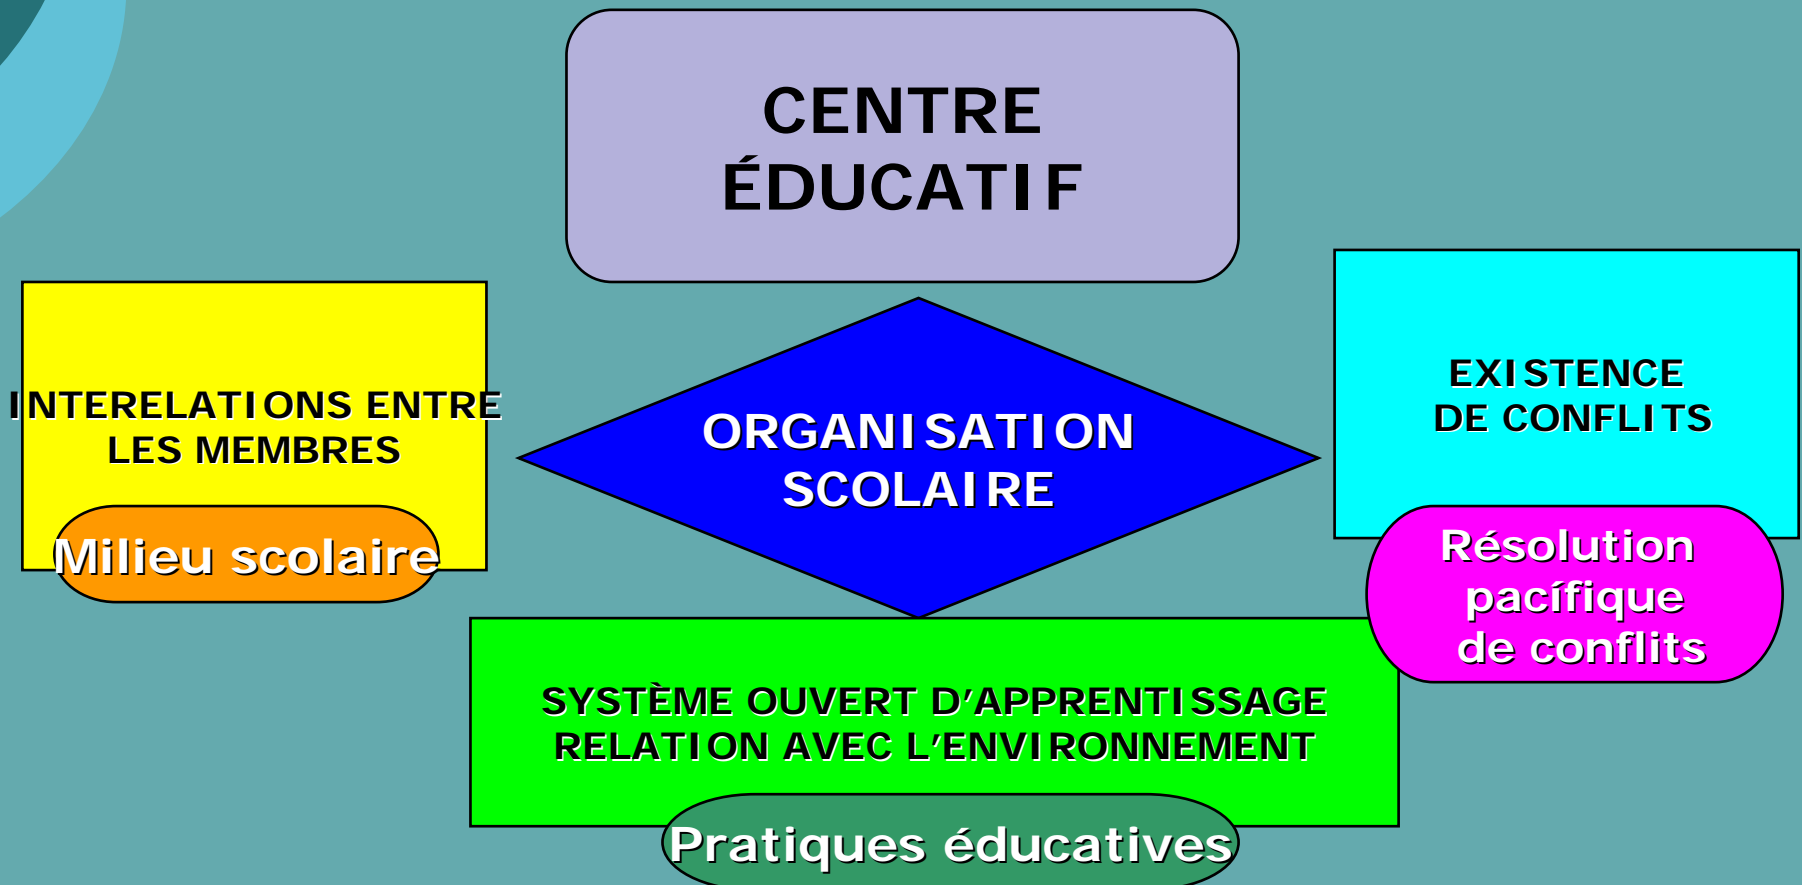 CENTRE
ÉDUCATIF
INTERELATIONS ENTRE
LES MEMBRES
Milieu scolaire
ORGANISATION
SCOLAIRE
EXISTENCE
DE CONFLITS
Résolution
pacífique
de conflits
SYSTÈME OUVERT D’APPRENTISSAGE
RELATION AVEC L’ENVIRONNEMENT
Pratiques éducatives